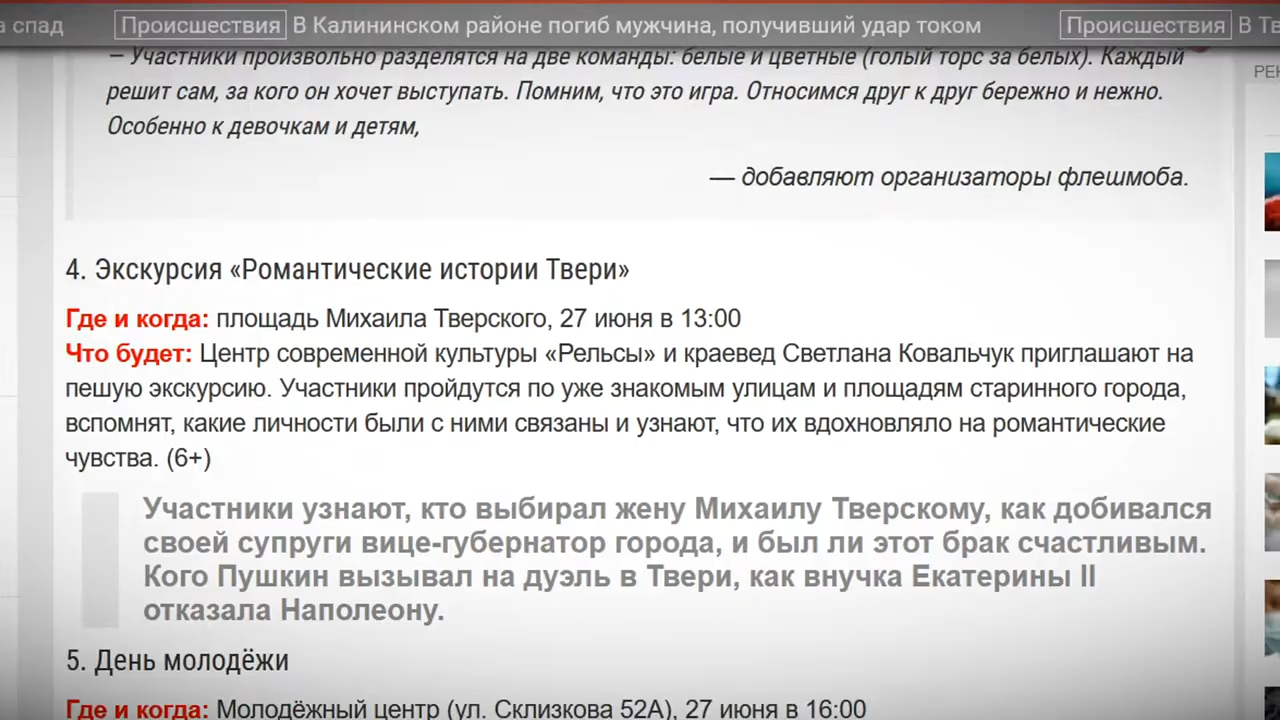 а спад Происшествия В Калининском районе погиб мужчина, получивший удар током Происшествия В Тв
– Участники произвольно разделятся на две команды: белые и цветные (голый торс за белых). Каждый
решит сам, за кого он хочет выступать. Помним, что это игра. Относимся друг к друг бережно и нежно.
Особенно к девочкам и детям,
— добавляют организаторы флешмоба.
РЕК
4. Экскурсия «Романтические истории Твери»
Где и когда: площадь Михаила Тверского, 27 июня в 13:00
Что будет: Центр современной культуры «Рельсы» и краевед Светлана Ковальчук приглашают на
пешую экскурсию. Участники пройдутся по уже знакомым улицам и площадям старинного города,
вспомнят, какие личности были с ними связаны и узнают, что их вдохновляло на романтические
чувства. (6+)
Участники узнают, кто выбирал жену Михаилу Тверскому, как добивался
своей супруги вице-губернатор города, и был ли этот брак счастливым.
Кого Пушкин вызывал на дуэль в Твери, как внучка Екатерины II
отказала Наполеону.
5. День молодёжи
Где и когда: Молодёжный центр (ул. Склизкова 52А), 27 июня в 16:00